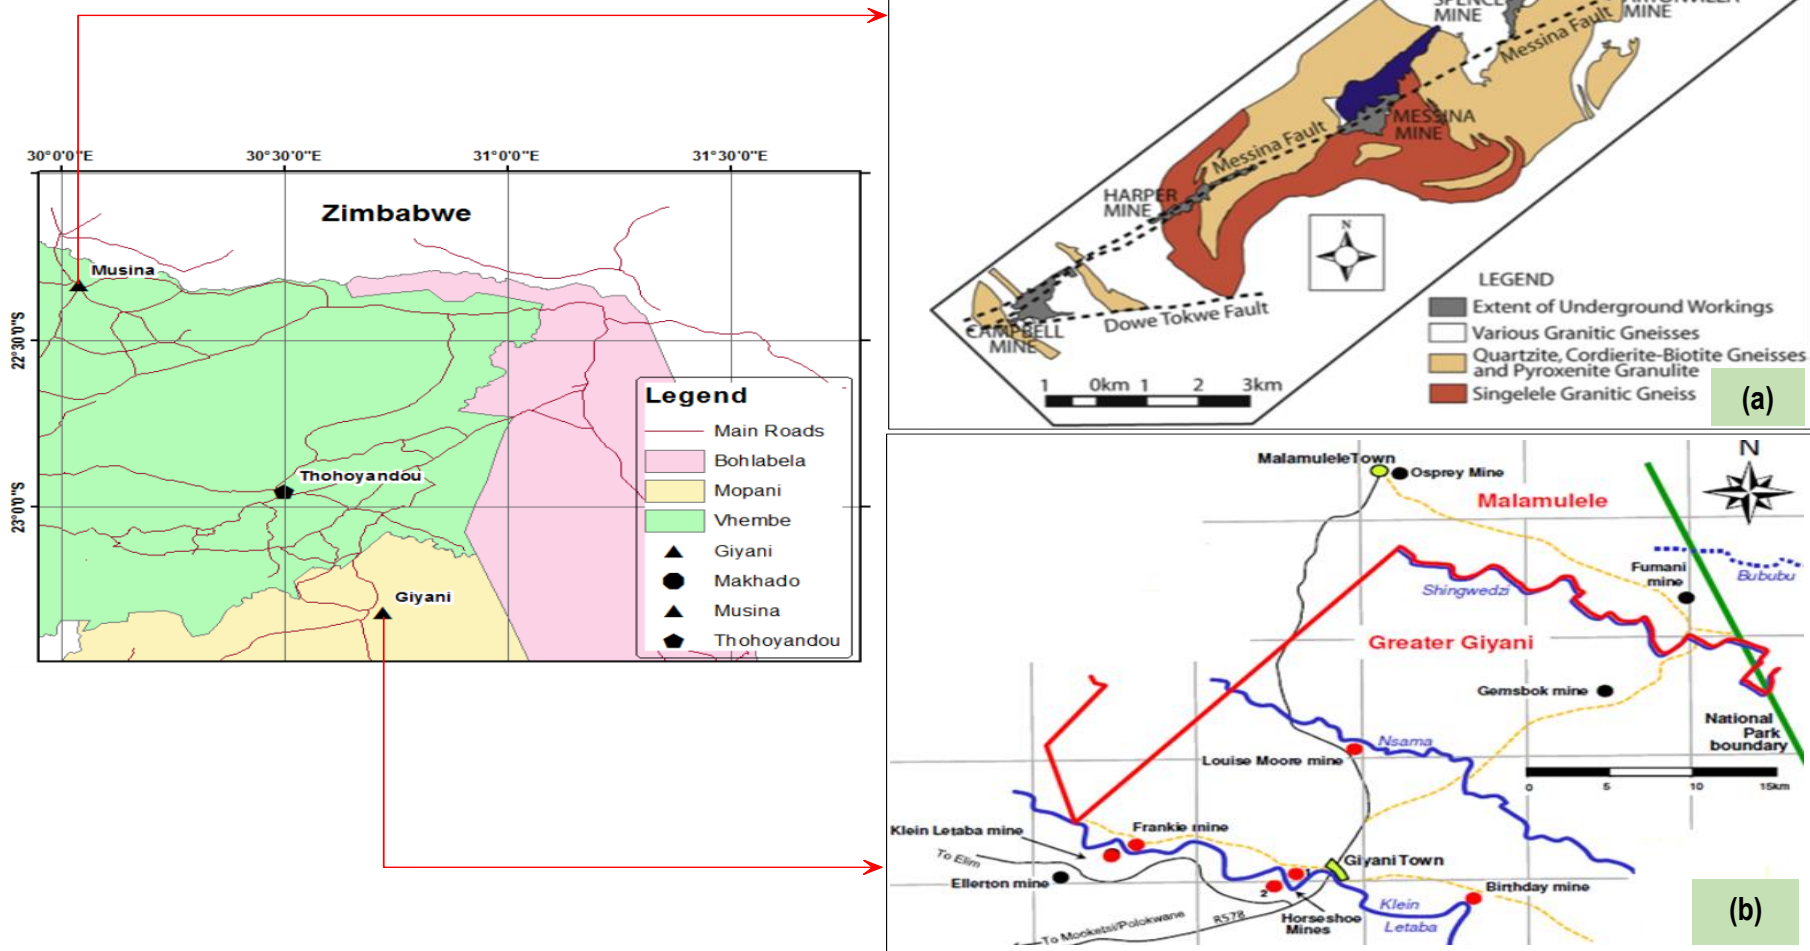 30°0'0"E 30°30'0"E 31°0'0"E 31°30'0"E
22°30'0"S
23°0'0"S
Zimbabwe
Musina
Thohoyandou
Giyani
Legend
Main Roads
Bohlabela
Mopani
Vhembe
Giyani
Makhado
Musina
Thohoyandou
SPENCE
MINE
MINE
Messina Fault
MESSINA
MINE
Messina Fault
HARPER
MINE
N
CAMPBELL
MINE
Dowe Tokwe Fault
1 0km 1 2 3km
LEGEND
Extent of Underground Workings
Various Granitic Gneisses
Quartzite, Cordierite-Biotite Gneisses
and Pyroxenite Granulite
Singelele Granitic Gneiss
(a)
Malamulele Town
Osprey Mine
N
Malamulele
Fumani
mine
Bububu
Shingwedzi
Greater Giyani
Gemsbok mine
National
Park
boundary
Nsama
Louise Moore mine
0 5 10 15km
Klein Letaba mine
Frankie mine
To Elim
Ellerton mine
Giyani Town
1
2
Birthday mine
Horseshoe
Mines
Klein
Letaba
R578
To Mooketsi/Polokwane
(b)